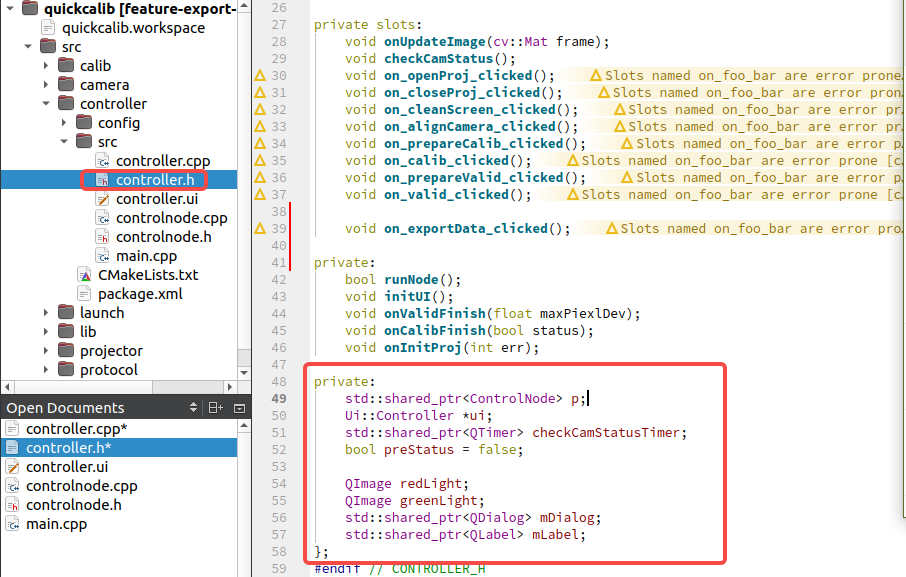 quickcalib [feature-export-
quickcalib.workspace
src
calib
camera
controller
config
src
controller.cpp
controller.h
controller.ui
controlnode.cpp
controlnode.h
main.cpp
CMakeLists.txt
package.xml
launch
lib
projector
protocol
Open Documents
controller.cpp*
controller.h*
controller.ui
controlnode.cpp
controlnode.h
main.cpp
26
27 private slots:
28 void onUpdateImage(cv::Mat frame);
29 void checkCamStatus();
30 void on_openProj_clicked(); Slots named on_foo_bar are error prone.
31 void on_closeProj_clicked(); Slots named on_foo_bar are error pron.
32 void on_cleanScreen_clicked(); Slots named on_foo_bar are error pr.
33 void on_alignCamera_clicked(); Slots named on_foo_bar are error pr.
34 void on_prepareCalib_clicked(); Slots named on_foo_bar are error p.
35 void on_calib_clicked(); Slots named on_foo_bar are error prone [c.
36 void on_prepareValid_clicked(); Slots named on_foo_bar are error p.
37 void on_valid_clicked(); Slots named on_foo_bar are error prone [c.
38
39 void on_exportData_clicked(); Slots named on_foo_bar are error pro.
40
41 private:
42 bool runNode();
43 void initUI();
44 void onValidFinish(float maxPiexlDev);
45 void onCalibFinish(bool status);
46 void onInitProj(int err);
47
48 private:
49 std::shared_ptr<ControlNode> p;
50 Ui::Controller *ui;
51 std::shared_ptr<QTimer> checkCamStatusTimer;
52 bool preStatus = false;
53
54 QImage redLight;
55 QImage greenLight;
56 std::shared_ptr<QDialog> mDialog;
57 std::shared_ptr<QLabel> mLabel;
58 };
59 #endif // CONTROLLER_H